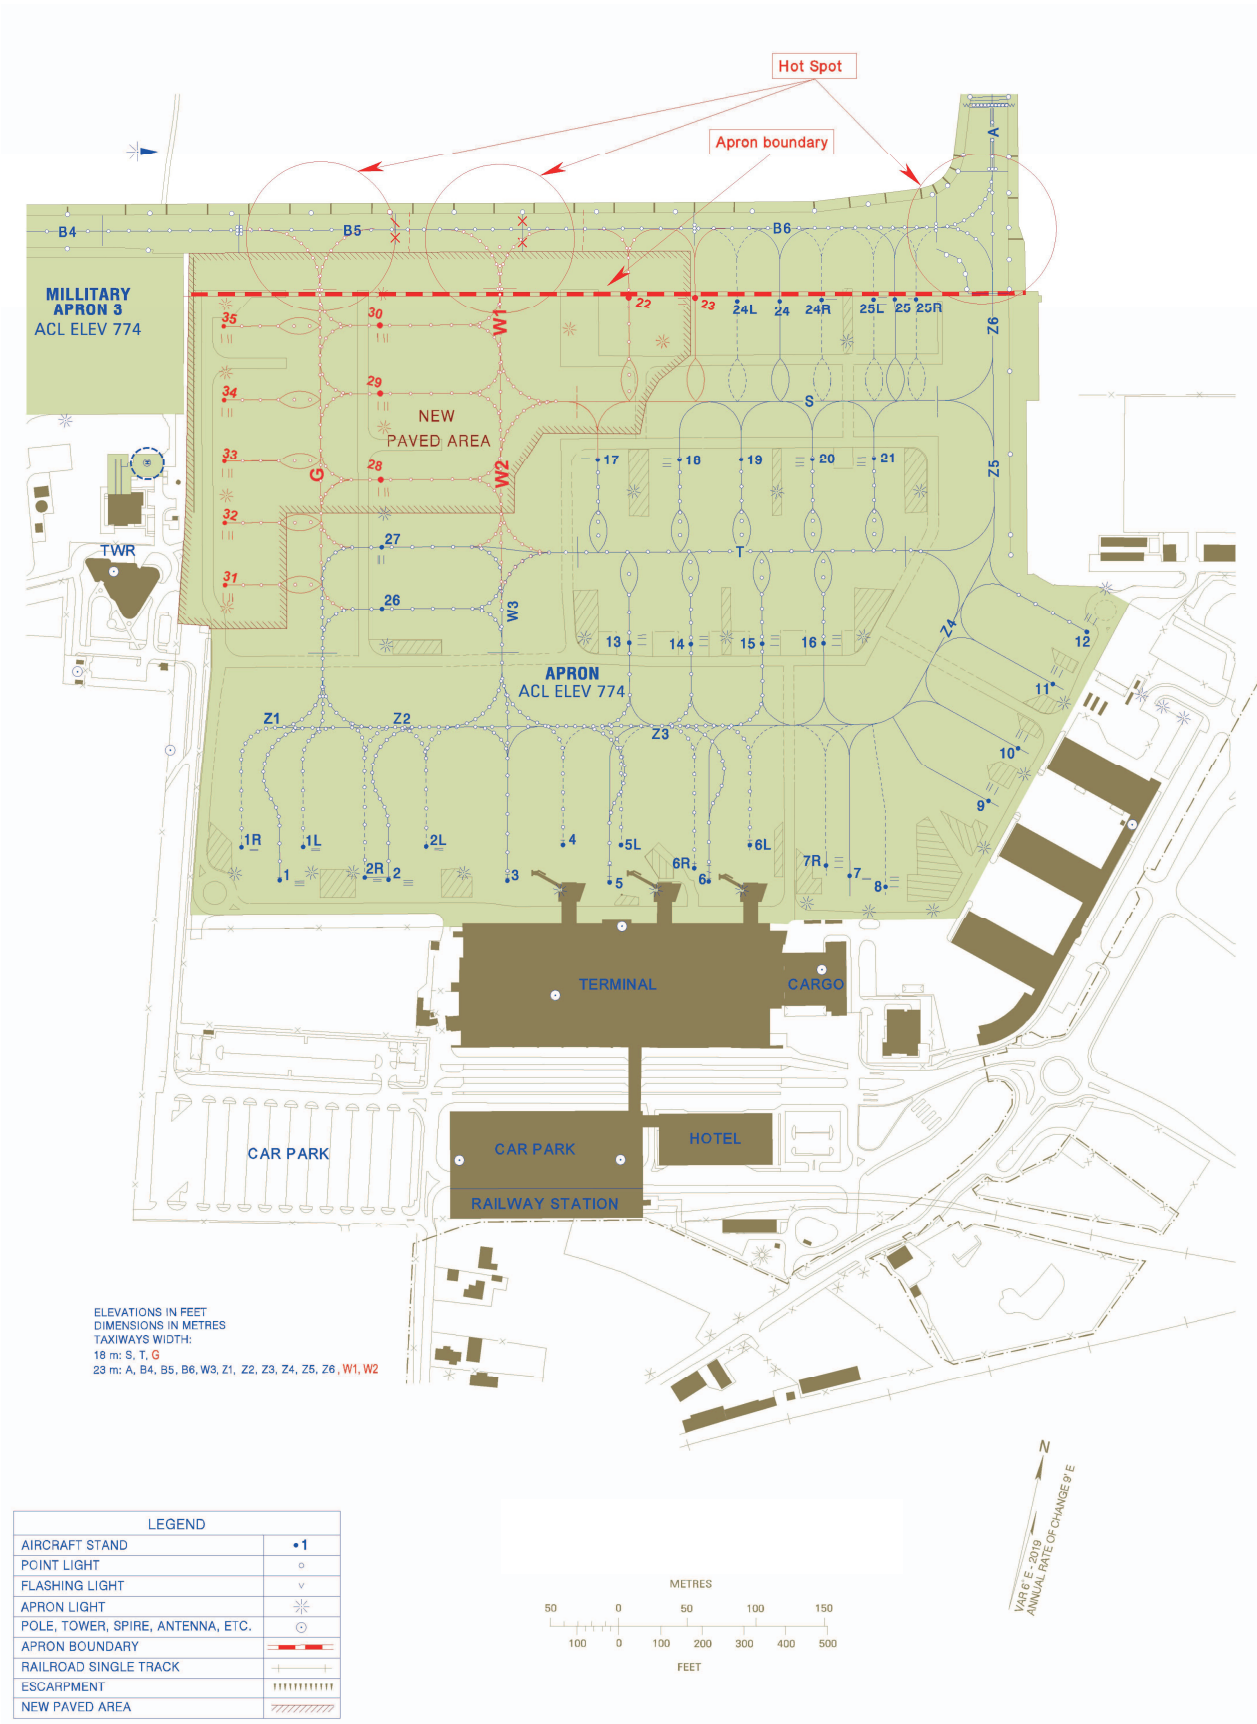 Hot Spot
Apron boundary
A
B4
B5
B6
MILLITARY
APRON 3
ACL ELEV 774
35
30
22
23
24L
24
24R
25L
25
25R
W1
Z6
34
29
S
NEW
PAVED AREA
33
28
G
W2
17
18
19
20
21
Z5
32
27
T
TWR
31
26
W3
13
14
15
16
Z4
12
APRON
ACL ELEV 774
11
Z1
Z2
Z3
10
9
1R
1L
2L
4
5L
6L
1
2R
2
3
5
6R
6
7R
7
8
TERMINAL
CARGO
CAR PARK
CAR PARK
HOTEL
RAILWAY STATION
ELEVATIONS IN FEET
DIMENSIONS IN METRES
TAXIWAYS WIDTH:
18 m: S, T, G
23 m: A, B4, B5, B6, W3, Z1, Z2, Z3, Z4, Z5, Z6, W1, W2
N
VAR 6° E - 2019
ANNUAL RATE OF CHANGE 9' E
LEGEND
AIRCRAFT STAND 1
POINT LIGHT
FLASHING LIGHT
APRON LIGHT
POLE, TOWER, SPIRE, ANTENNA, ETC.
APRON BOUNDARY
RAILROAD SINGLE TRACK
ESCARPMENT
NEW PAVED AREA
METRES
50 0 50 100 150
100 0 100 200 300 400 500
FEET